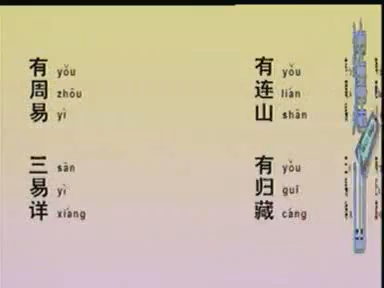 有连山
yǒu lián shān
有归藏
yǒu guī cáng
有周易
yǒu zhōu yì
三易详
sān yì xiáng